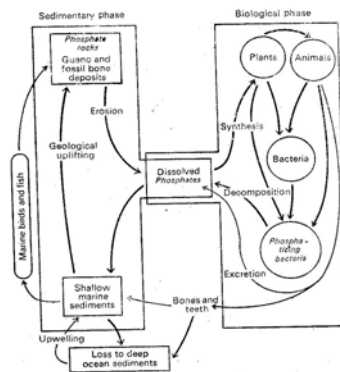 Sedimentary phase
Biological phase
Phosphate
rocks
Guano and
fossil bone
deposits
Plants
Animals
Erosion
Synthesis
Geological
uplifting
Bacteria
Dissolved
Phosphates
Decomposition
Marine birds and fish
Phospha-
tizing
bacteria
Excretion
Shallow
marine
sediments
Bones and
teeth
Upwelling
Loss to deep
ocean sediments